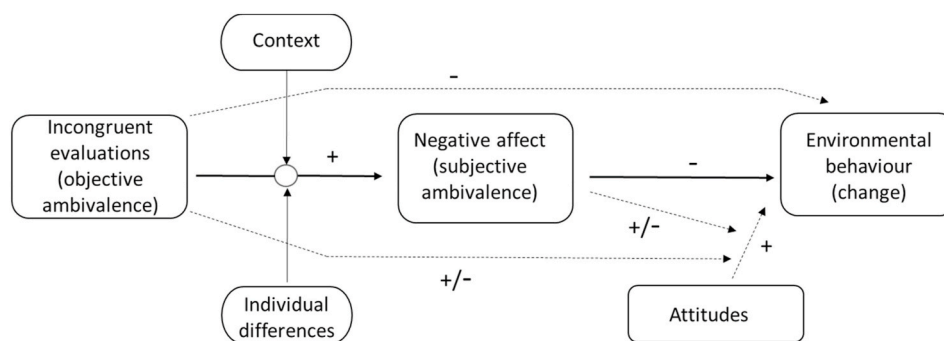 Context
-
Incongruent
evaluations
(objective
ambivalence)
+
Negative affect
(subjective
ambivalence)
-
Environmental
behaviour
(change)
+/-
+
+/-
Individual
differences
Attitudes